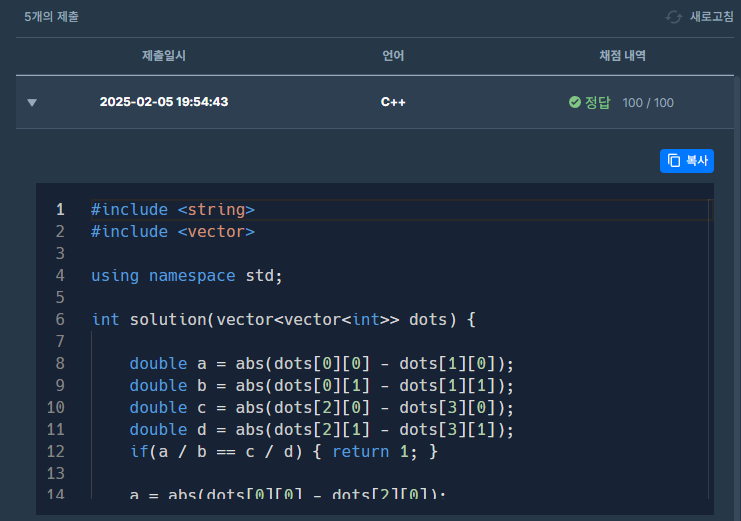 5개의 제출
새로고침
제출일시 언어 채점 내역
2025-02-05 19:54:43 C++ 정답 100 / 100
복사
1 #include <string>
2 #include <vector>
3
4 using namespace std;
5
6 int solution(vector<vector<int>> dots) {
7
8     double a = abs(dots[0][0] - dots[1][0]);
9     double b = abs(dots[0][1] - dots[1][1]);
10     double c = abs(dots[2][0] - dots[3][0]);
11     double d = abs(dots[2][1] - dots[3][1]);
12     if(a / b == c / d) { return 1; }
13
14     a = abs(dots[0][0] - dots[2][0]);